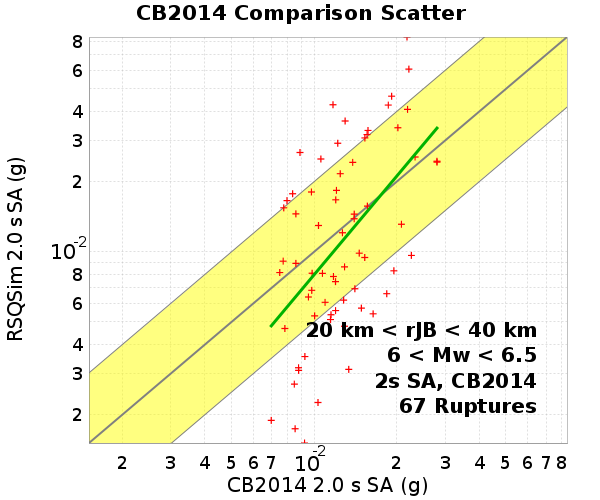 CB2014 Comparison Scatter
8
6
4
3
2
10-2
8
6
4
3
2
RSQSim 2.0 s SA (g)
20 km < rJB < 40 km
6 < Mw < 6.5
2s SA, CB2014
67 Ruptures
2 3 4 5 6 7 10-2 2 3 4 5 6 7 8
CB2014 2.0 s SA (g)